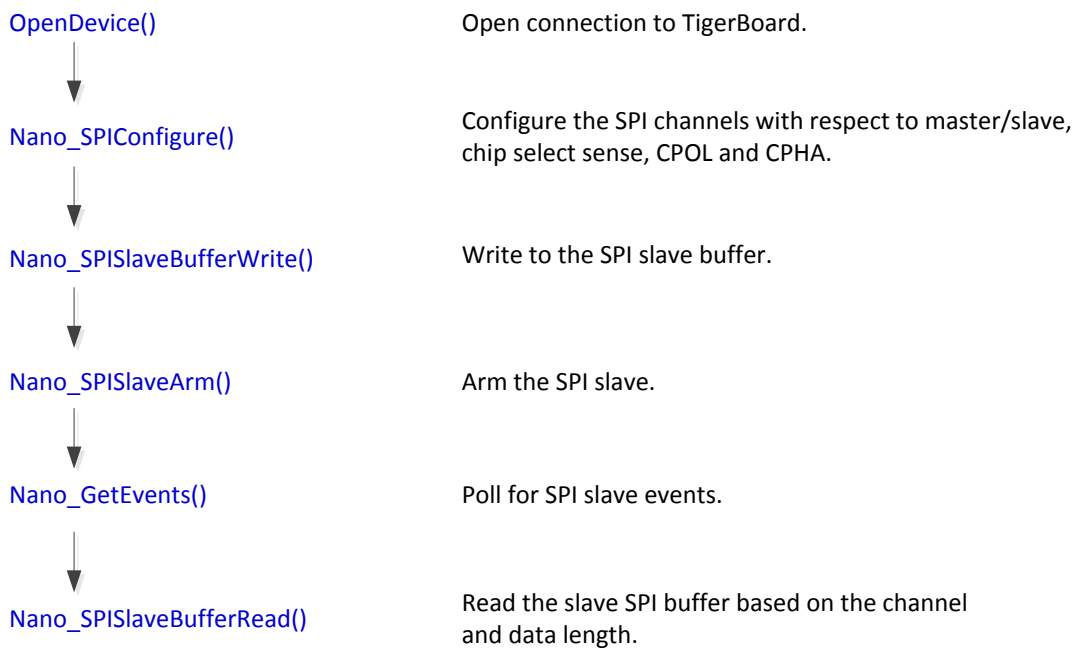 OpenDevice() Open connection to TigerBoard.
Nano_SPIConfigure() Configure the SPI channels with respect to master/slave,
chip select sense, CPOL and CPHA.
Nano_SPISlaveBufferWrite() Write to the SPI slave buffer.
Nano_SPISlaveArm() Arm the SPI slave.
Nano_GetEvents() Poll for SPI slave events.
Nano_SPISlaveBufferRead() Read the slave SPI buffer based on the channel
and data length.